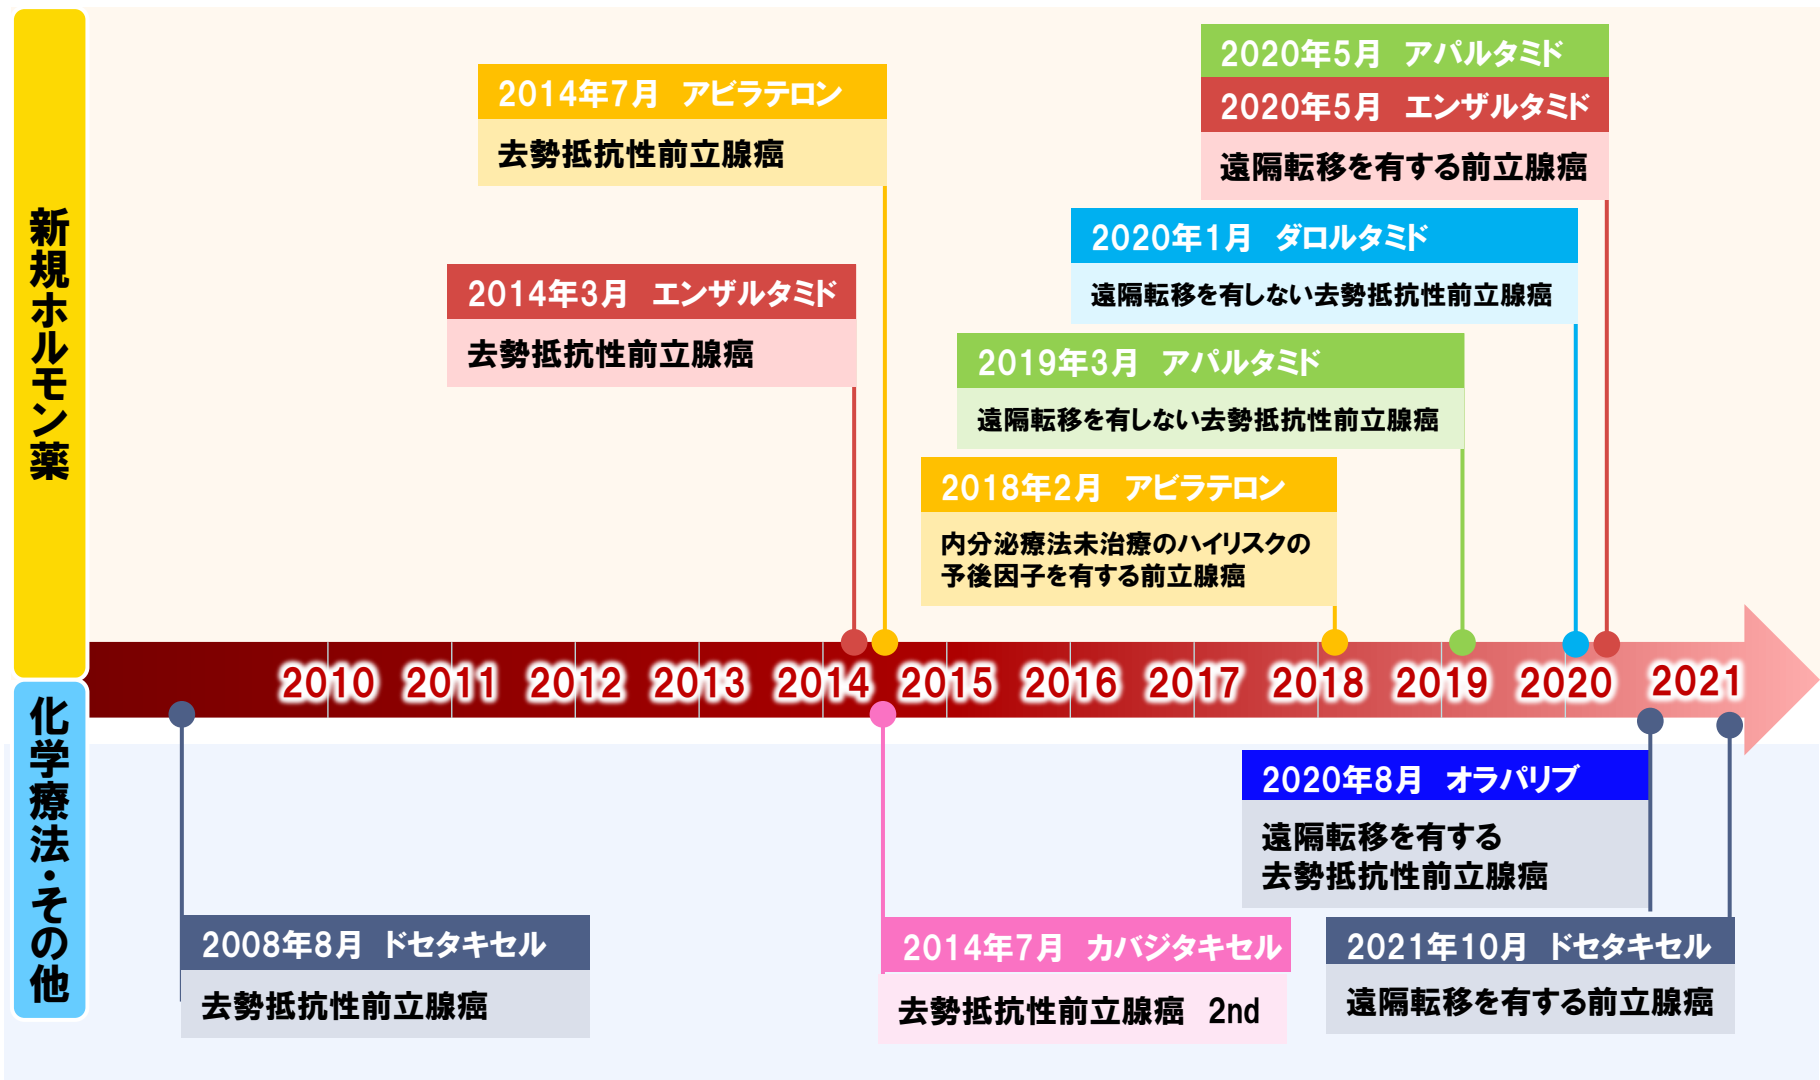 新規ホルモン薬
2014年7月 アビラテロン
去勢抵抗性前立腺癌
2014年3月 エンザルタミド
去勢抵抗性前立腺癌
2020年5月 アパルタミド
2020年5月 エンザルタミド
遠隔転移を有する前立腺癌
2020年1月 ダロルタミド
遠隔転移を有しない去勢抵抗性前立腺癌
2019年3月 アパルタミド
遠隔転移を有しない去勢抵抗性前立腺癌
2018年2月 アビラテロン
内分泌療法未治療のハイリスクの
予後因子を有する前立腺癌
2010 2011 2012 2013 2014 2015 2016 2017 2018 2019 2020 2021
化学療法・その他
2020年8月 オラパリブ
遠隔転移を有する
去勢抵抗性前立腺癌
2008年8月 ドセタキセル
去勢抵抗性前立腺癌
2014年7月 カバジタキセル
去勢抵抗性前立腺癌 2nd
2021年10月 ドセタキセル
遠隔転移を有する前立腺癌